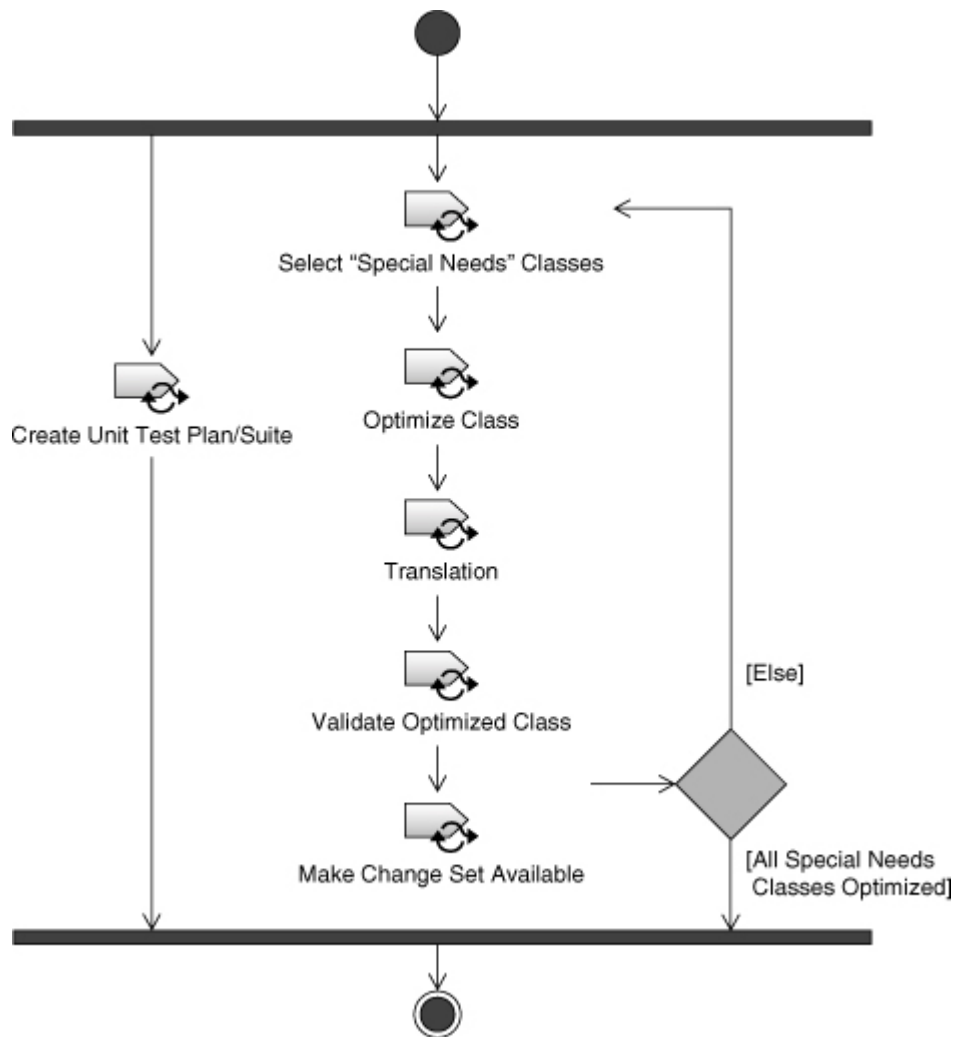 Select “Special Needs” Classes
Optimize Class
Create Unit Test Plan/Suite
Translation
[Else]
Validate Optimized Class
Make Change Set Available
[All Special Needs
Classes Optimized]